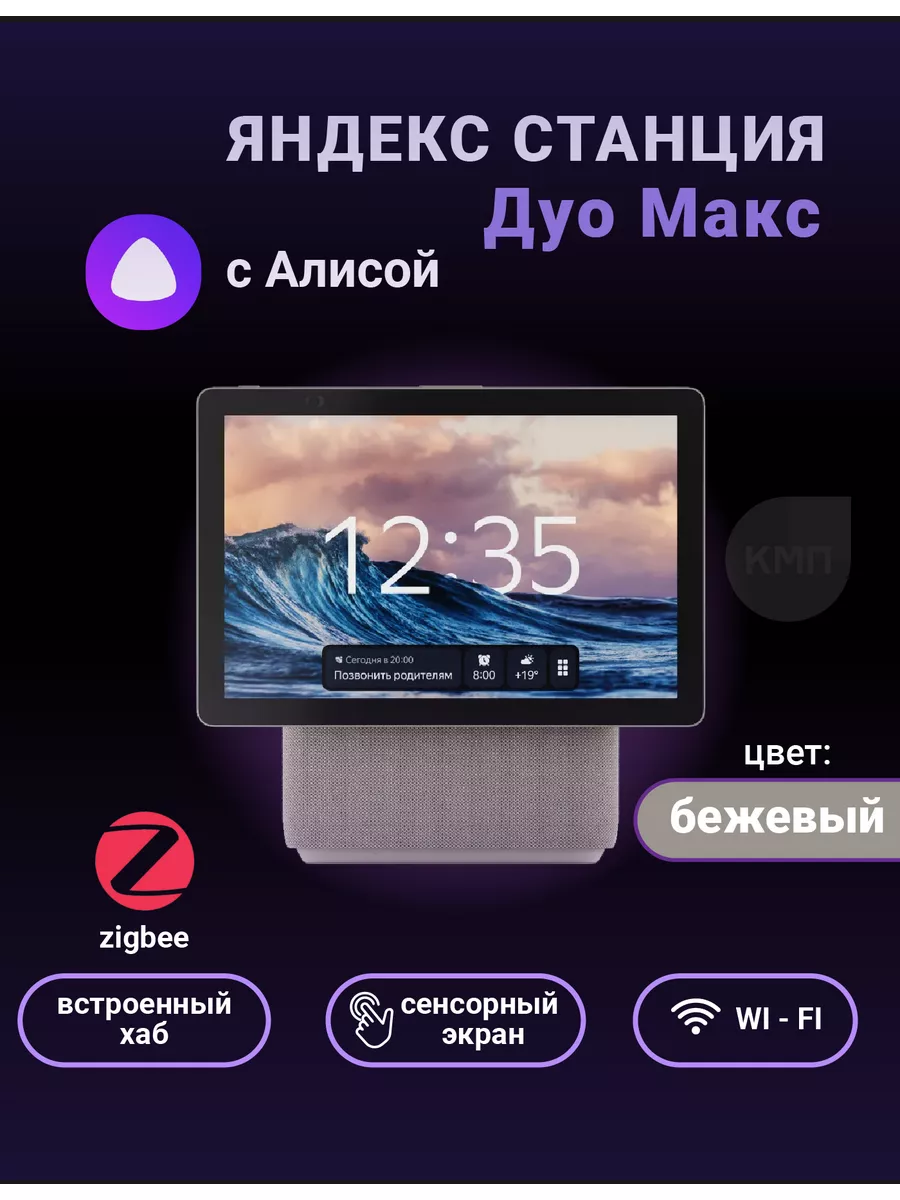 ЯНДЕКС СТАНЦИЯ
Дуо Макс
с Алисой
12:35
Сегодня в 20:00
Позвонить родителям
8:00
+19°
КМП
цвет:
бежевый
zigbee
встроенный
хаб
сенсорный
экран
WI - FI